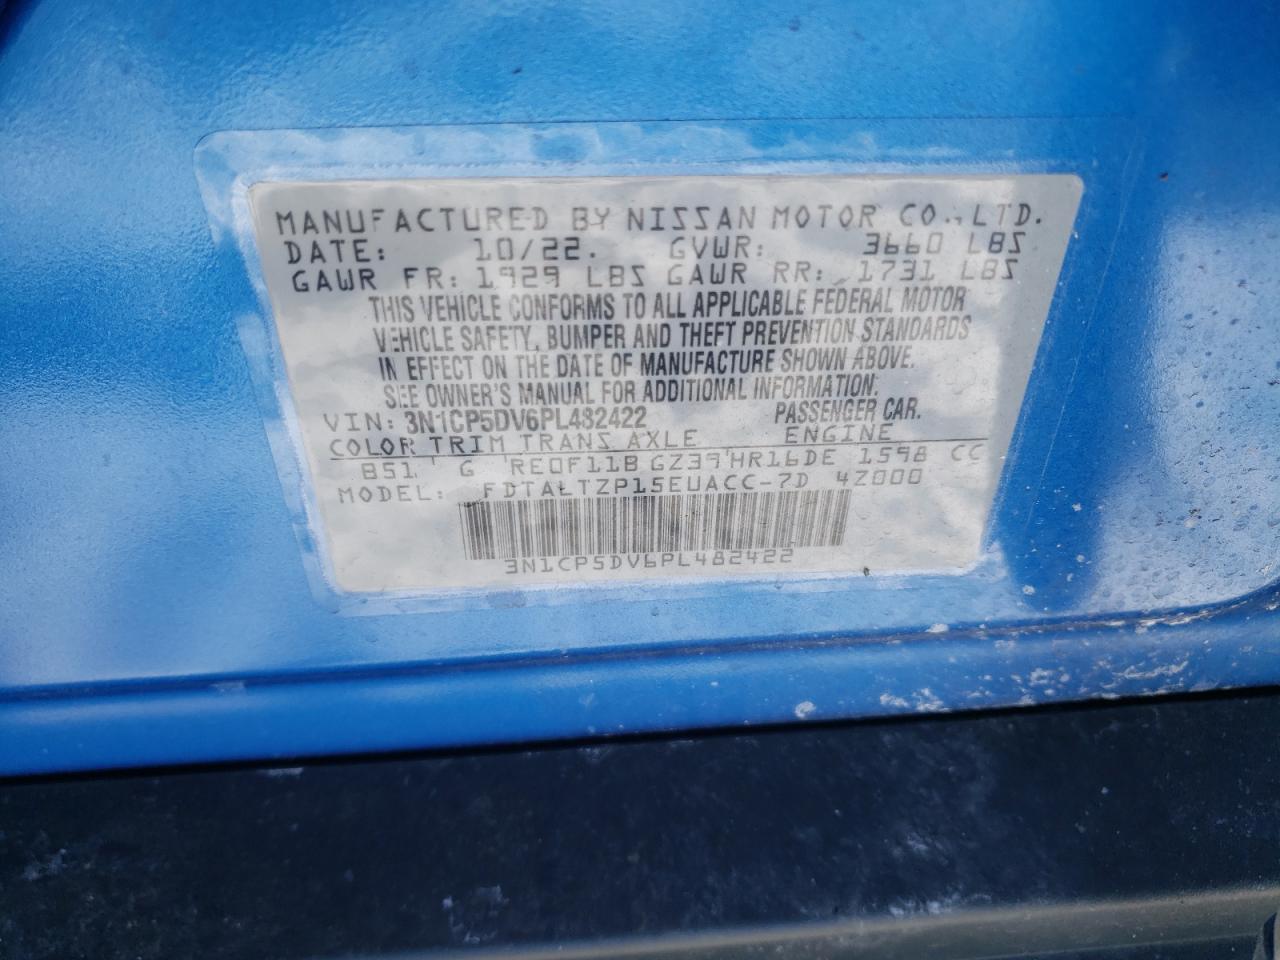 MANUFACTURED BY NISSAN MOTOR CO., LTD.
DATE: 10/22. GVWR: 3660 LBS
GAWR FR: 1929 LBS GAWR RR: 1731 LBS
THIS VEHICLE CONFORMS TO ALL APPLICABLE FEDERAL MOTOR
VEHICLE SAFETY, BUMPER AND THEFT PREVENTION STANDARDS
IN EFFECT ON THE DATE OF MANUFACTURE SHOWN ABOVE.
SEE OWNER'S MANUAL FOR ADDITIONAL INFORMATION.
VIN: 3N1CP5DV6PL482422 PASSENGER CAR.
COLOR TRIM TRANS AXLE ENGINE
B51 G RE0F11B GZ39 HR16DE 1598 CC
MODEL: FDTALTZP15EUACC-7D 4Z000
3N1CP5DV6PL482422